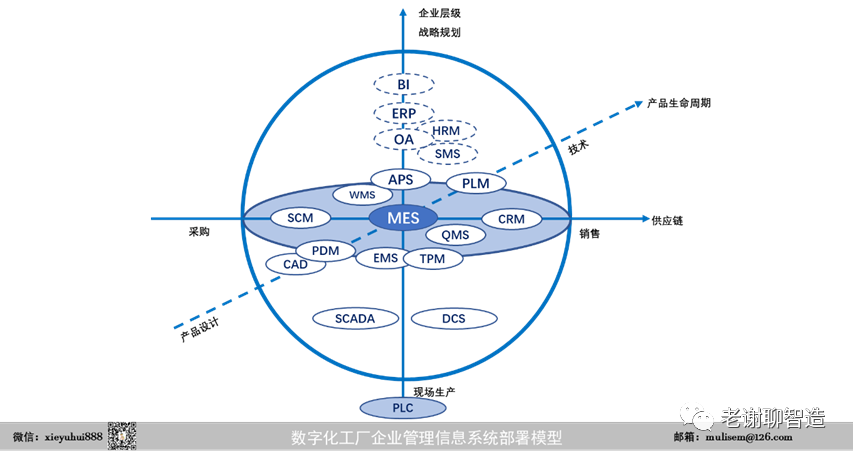 企业层级
战略规划
BI
ERP
HRM
OA
SMS
产品生命周期
技术
APS
PLM
WMS
SCM
MES
CRM
供应链
采购
销售
QMS
PDM
CAD
EMS
TPM
产品设计
SCADA
DCS
现场生产
PLC
老谢聊智造
微信：xieyuhui888
数字化工厂企业管理信息系统部署模型
邮箱：mulisem@126.com